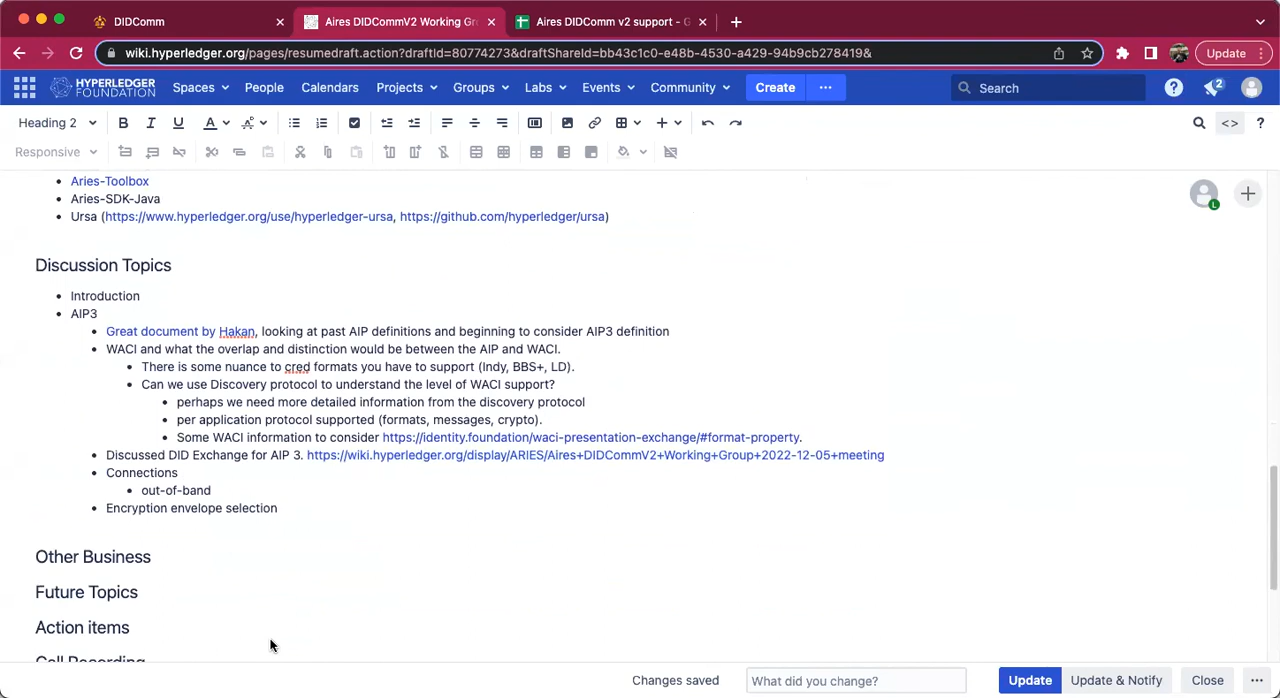 DIDComm
Aires DIDCommV2 Working Gr
Aires DIDComm v2 support - G
wiki.hyperledger.org/pages/resumedraft.action?draftId=80774273&draftShareId=bb43c1c0-e48b-4530-a429-94b9cb278419&
Update
HYPERLEDGER
FOUNDATION
Spaces
People
Calendars
Projects
Groups
Labs
Events
Community
Create
Search
2
Heading 2
Responsive
Aries-Toolbox
Aries-SDK-Java
Ursa (https://www.hyperledger.org/use/hyperledger-ursa, https://github.com/hyperledger/ursa)
L
Discussion Topics
Introduction
AIP3
Great document by Hakan, looking at past AIP definitions and beginning to consider AIP3 definition
WACI and what the overlap and distinction would be between the AIP and WACI.
There is some nuance to cred formats you have to support (Indy, BBS+, LD).
Can we use Discovery protocol to understand the level of WACI support?
perhaps we need more detailed information from the discovery protocol
per application protocol supported (formats, messages, crypto).
Some WACI information to consider https://identity.foundation/waci-presentation-exchange/#format-property.
Discussed DID Exchange for AIP 3. https://wiki.hyperledger.org/display/ARIES/Aires+DIDCommV2+Working+Group+2022-12-05+meeting
Connections
out-of-band
Encryption envelope selection
Other Business
Future Topics
Action items
Call Recording
Changes saved
What did you change?
Update
Update & Notify
Close